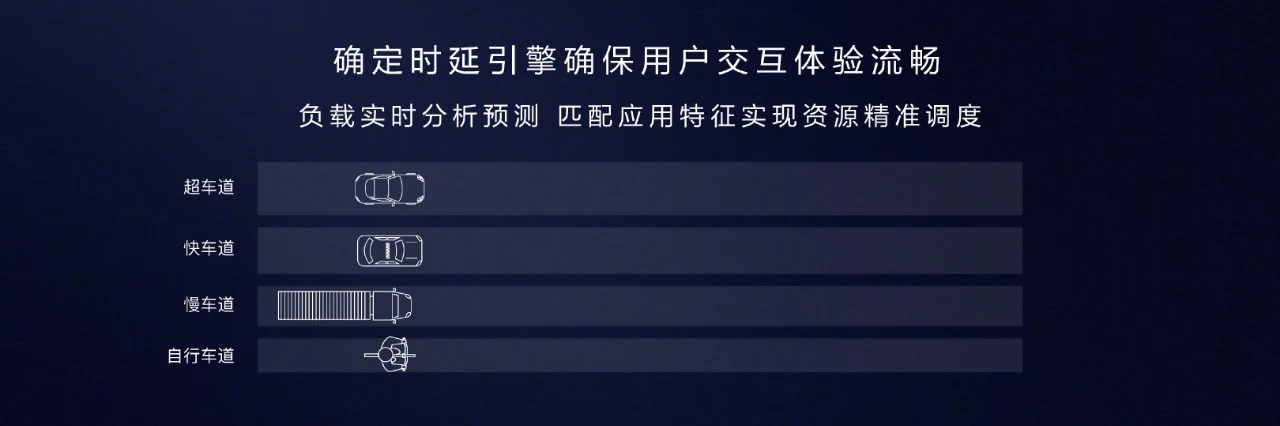 确定时延引擎确保用户交互体验流畅
负载实时分析预测 匹配应用特征实现资源精准调度
超车道
快车道
慢车道
自行车道